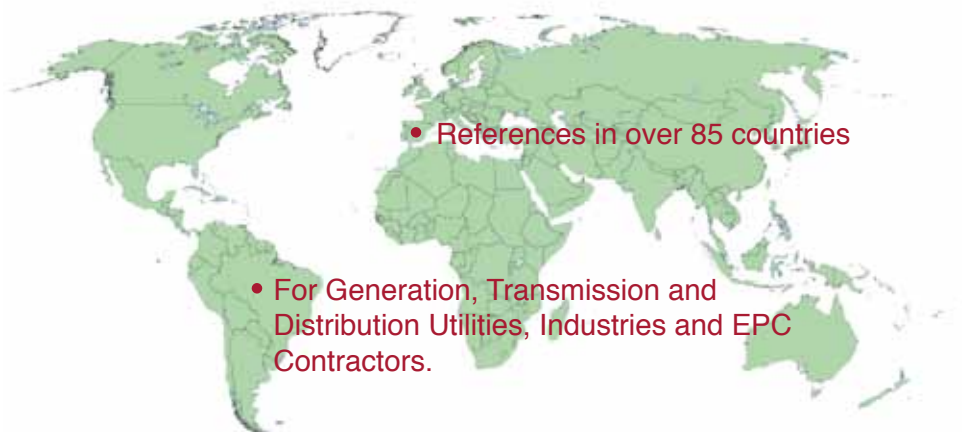 • References in over 85 countries
• For Generation, Transmission and
Distribution Utilities, Industries and EPC
Contractors.